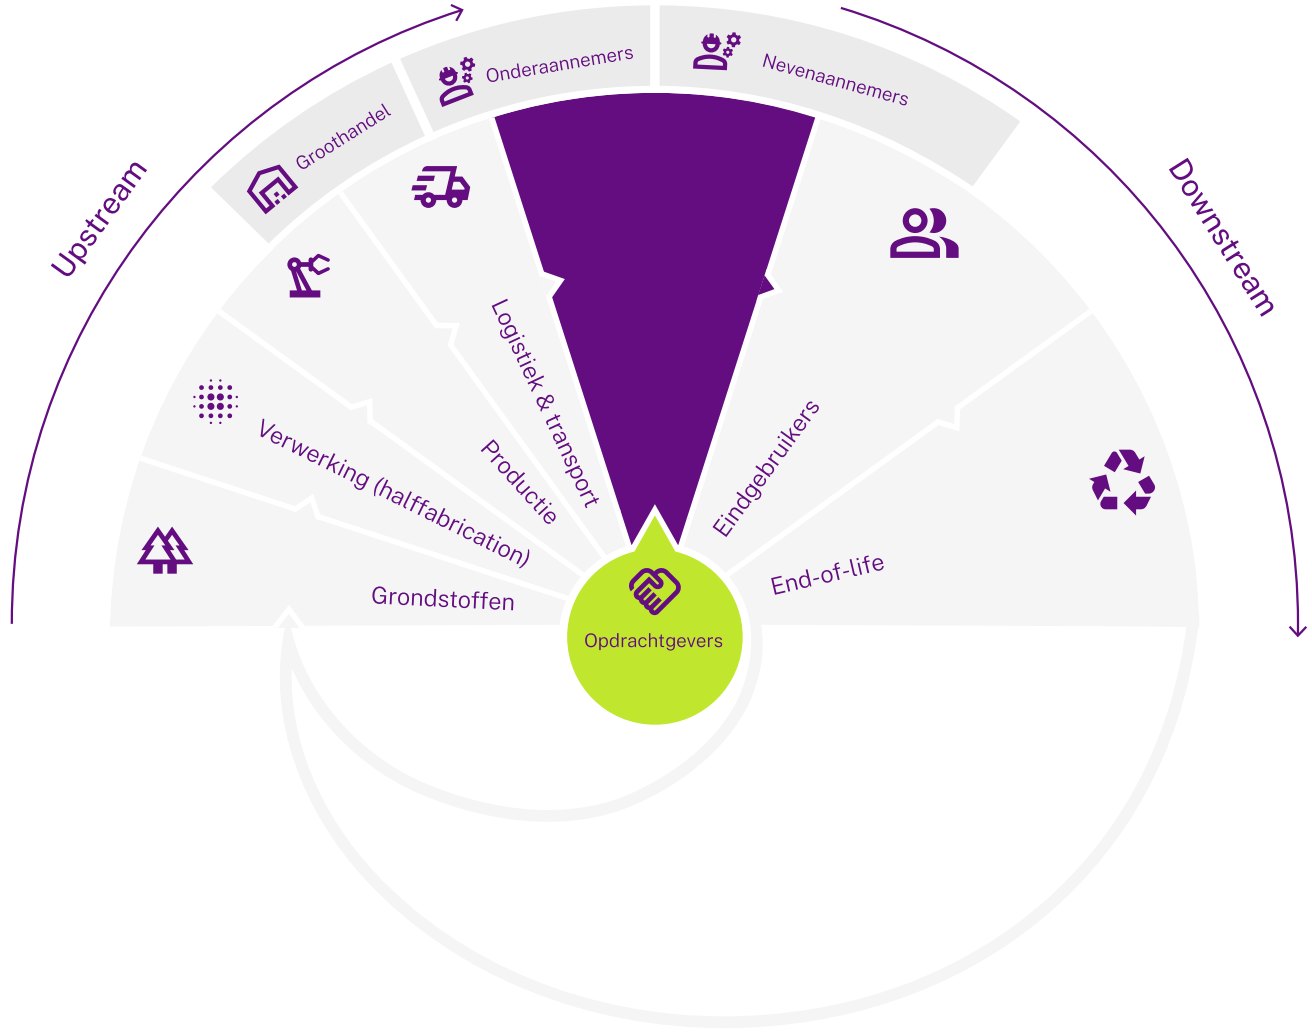 Upstream
Groothandel
Onderaannemers
Nevenaannemers
Downstream
Grondstoffen
Verwerking (halffabrication)
Productie
Logistiek & transport
Eindgebruikers
End-of-life
Opdrachtgevers